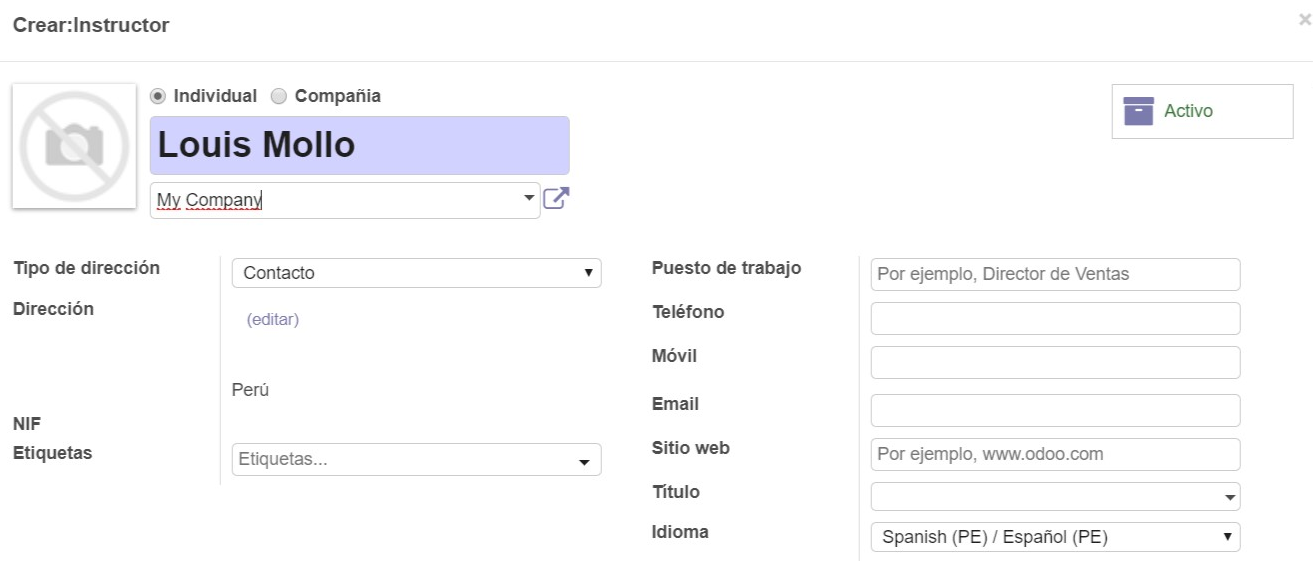 Crear:Instructor
×
Individual Compañia
Activo
Louis Mollo
My Company
Tipo de dirección Contacto
Puesto de trabajo Por ejemplo, Director de Ventas
Dirección (editar)
Teléfono
Móvil
Perú
Email
NIF
Sitio web Por ejemplo, www.odoo.com
Etiquetas Etiquetas...
Título
Idioma Spanish (PE) / Español (PE)